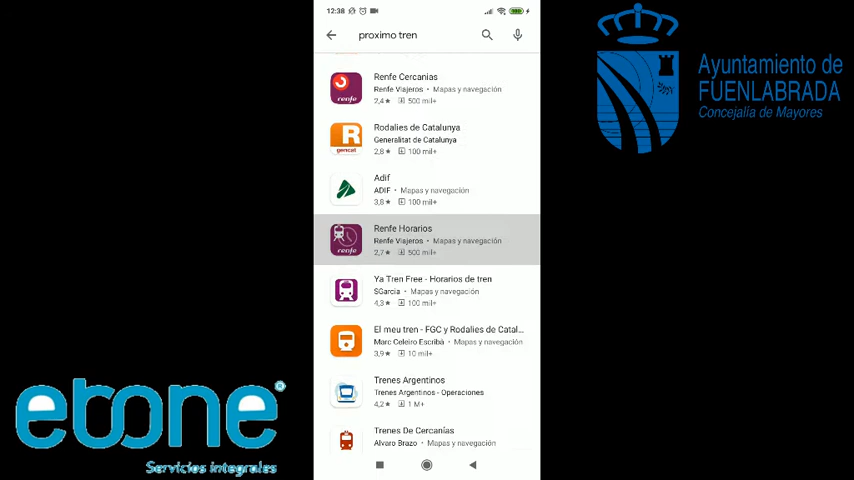 12:38
proximo tren
Renfe Cercanías
Renfe Viajeros • Mapas y navegación
2,4★ 500 mil+
renfe
Rodalies de Catalunya
Generalitat de Catalunya
2,8★ 100 mil+
R
gencat
Adif
ADIF • Mapas y navegación
3,8★ 100 mil+
Renfe Horarios
Renfe Viajeros • Mapas y navegación
2,7★ 500 mil+
renfe
Ya Tren Free - Horarios de tren
SGarcia • Mapas y navegación
4,3★ 100 mil+
El meu tren - FGC y Rodalies de Catal...
Marc Celeiro Escribà • Mapas y navegación
3,9★ 10 mil+
Trenes Argentinos
Trenes Argentinos - Operaciones
4,2★ 1 M+
Trenes De Cercanías
Alvaro Brazo • Mapas y navegación
Ayuntamiento de
FUENLABRADA
Concejalía de Mayores
ebone
Servicios integrales